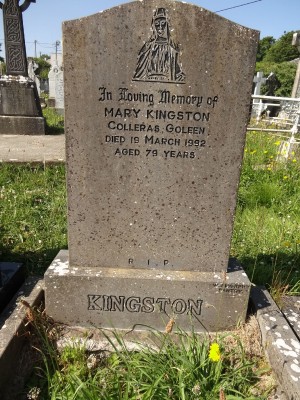 In Loving Memory of
MARY KINGSTON
COLLERAS, GOLEEN
DIED 19 MARCH 1992
AGED 79 YEARS
R. I. P.
KINGSTON